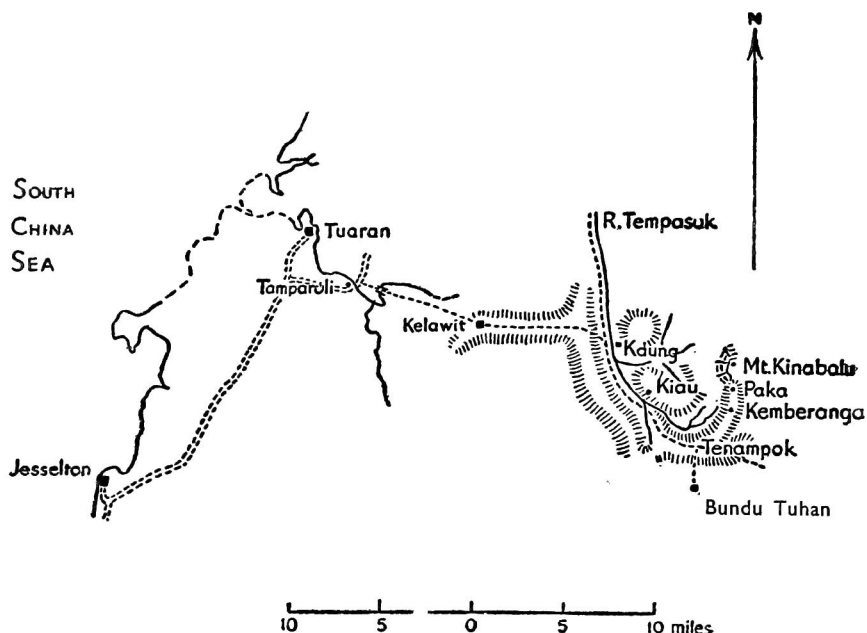 N
SOUTH
CHINA
SEA
R. Tempasuk
Tuaran
Tamparuli
Kelawit
Kaung
Mt. Kinabalu
Kiau
Paka
Kemberanga
Jesselton
Tenampok
Bundu Tuhan
10 5 0 5 10 miles